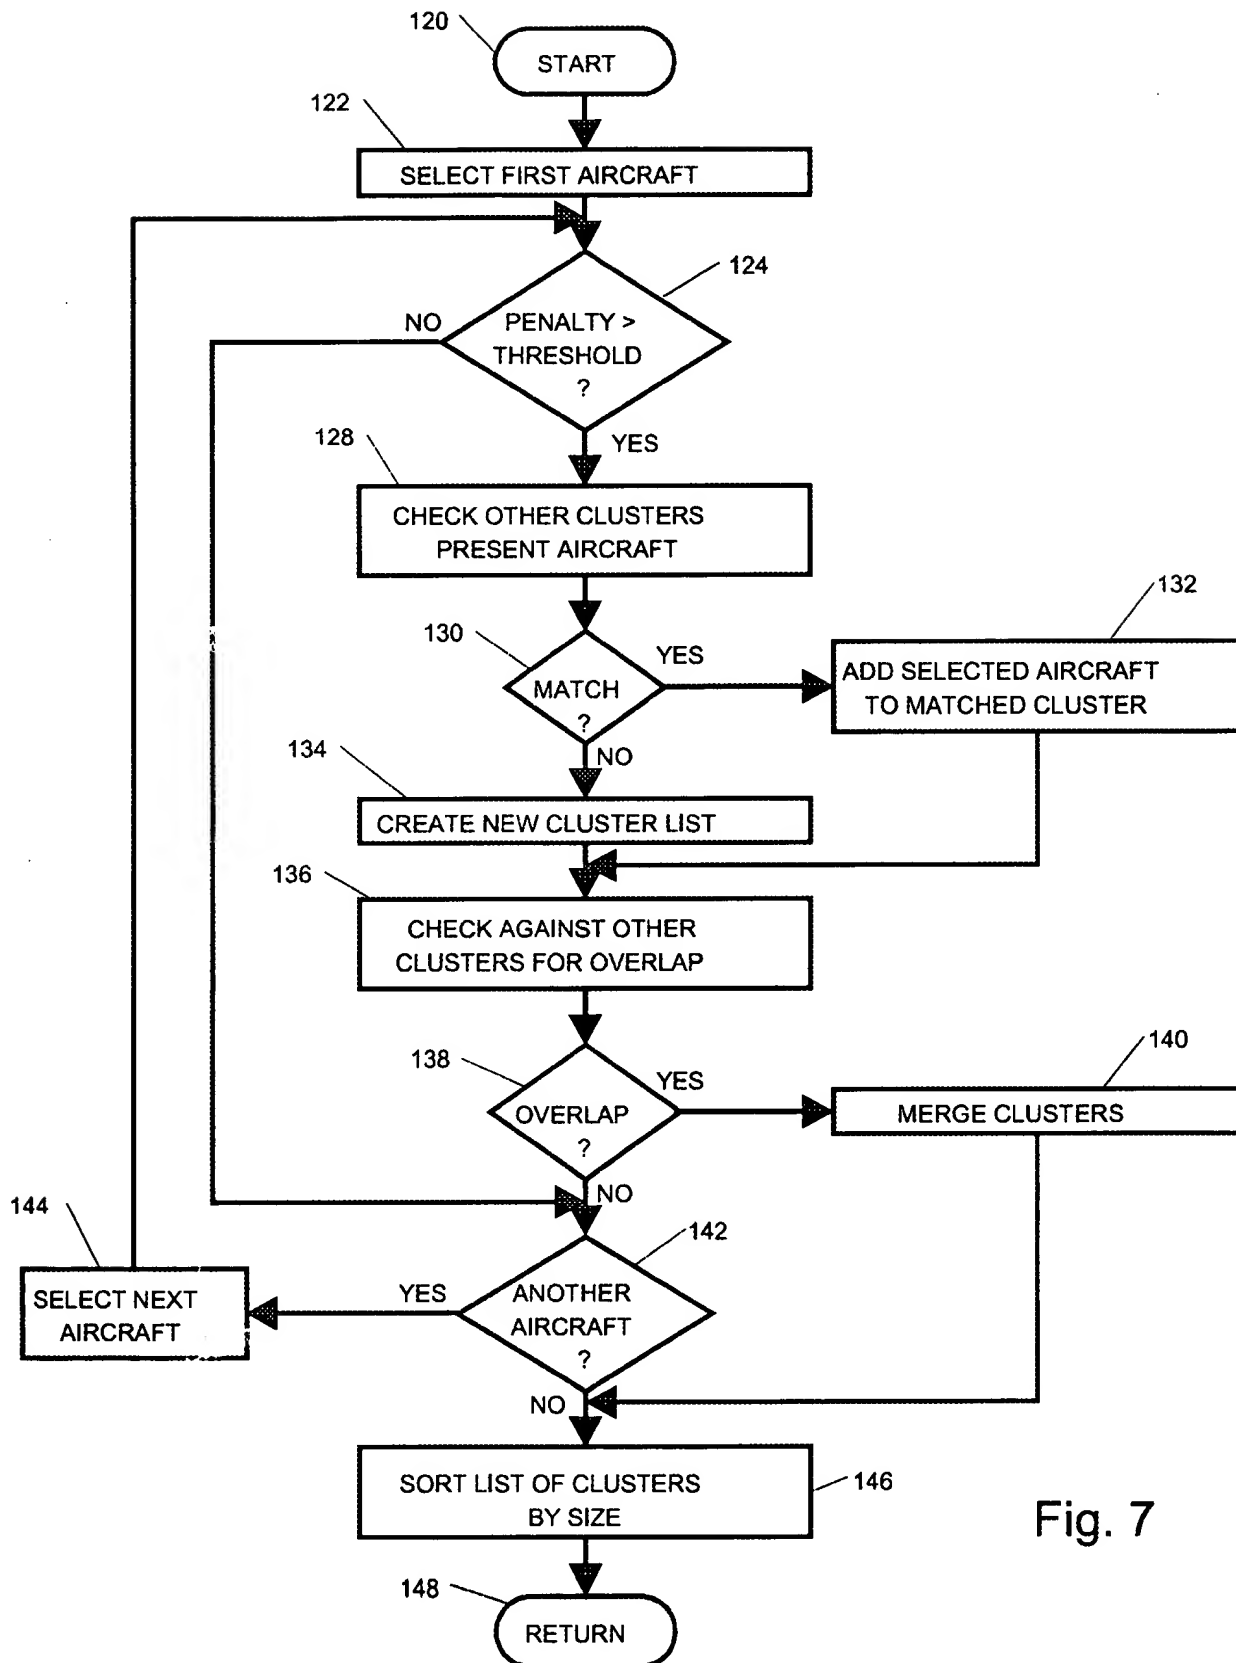 120
START
122
SELECT FIRST AIRCRAFT
124
NO
PENALTY >
THRESHOLD
?
128
YES
CHECK OTHER CLUSTERS
PRESENT AIRCRAFT
132
130
YES
MATCH
?
ADD SELECTED AIRCRAFT
TO MATCHED CLUSTER
134
NO
CREATE NEW CLUSTER LIST
136
CHECK AGAINST OTHER
CLUSTERS FOR OVERLAP
138
YES
140
OVERLAP
?
MERGE CLUSTERS
144
NO
142
SELECT NEXT
AIRCRAFT
YES
ANOTHER
AIRCRAFT
?
NO
SORT LIST OF CLUSTERS
BY SIZE
146
Fig. 7
148
RETURN